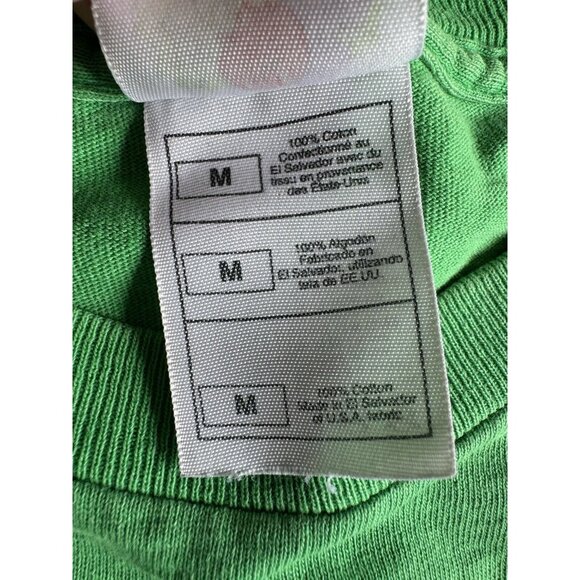 M
100% Coton
Confectionné au
El Salvador avec du
tissu en provenance
des États-Unis
M
100% Algodón
Fabricado en
El Salvador, utilizando
tela de EE.UU.
M
100% Cotton
Made in El Salvador
of U.S.A. fabric